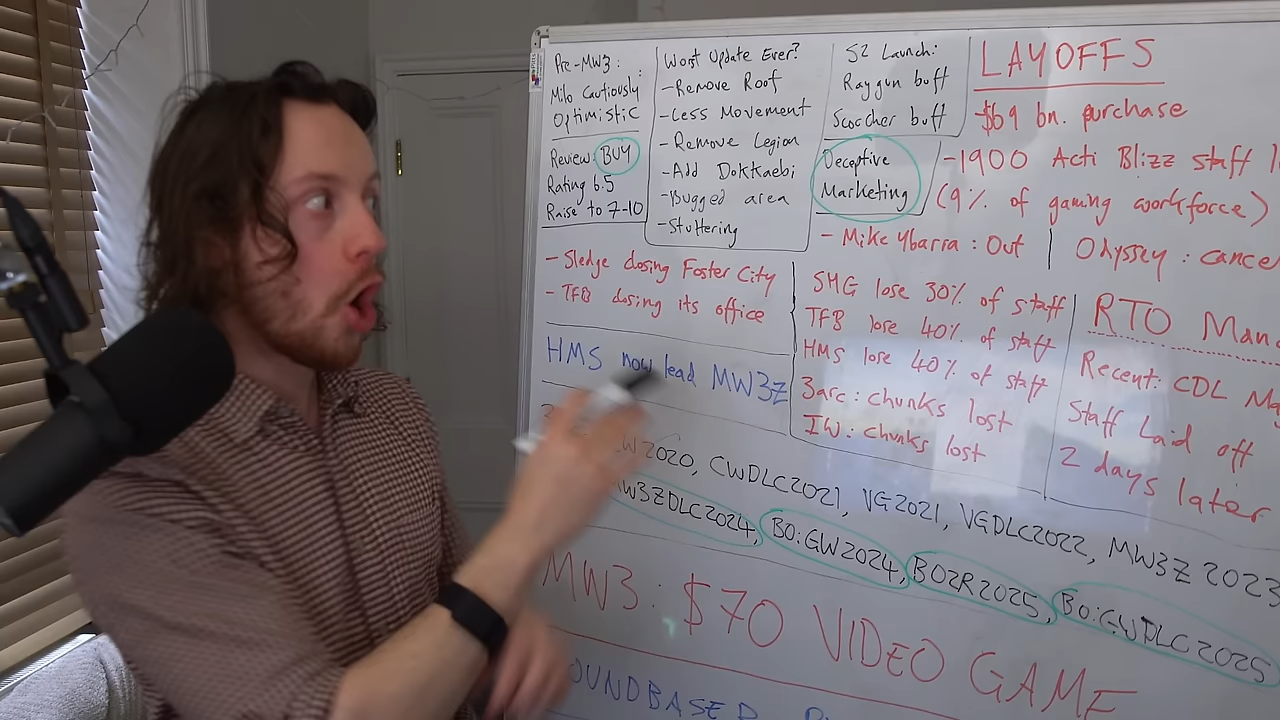 Pre-MW3:
Milo Cautiously
Optimistic
Review: BUY
Rating 6.5
Raise to 7-10
Worst Update Ever?
-Remove Roof
-Less Movement
-Remove Legion
-Add Dokkaebi
-Bugged area
-Stuttering
S2 Launch:
Raygun buff
Scorcher buff
Deceptive
Marketing
LAYOFFS
-$69 bn. purchase
-1900 Acti Blizz staff
(9% of gaming workforce)
-Mike Ybarra: Out
Odyssey: cance
-Sledge closing Foster City
-TFB closing its office
HMS now lead MW3Z
SHG lose 30% of staff
TFB lose 40% of staff
HMS lose 40% of staff
3arc: chunks lost
IW: chunks lost
RTO Man
Recent: CDL Ma
Staff Laid off
2 days later
W2020, CWDLC2021, VG2021, VGDLC2022, MW3Z 2023
MW3ZDLC2024, BO:GW2024, BO2R2025, BO:GWDLC2025
MW3: $70 VIDEO GAME
OUNDBASED